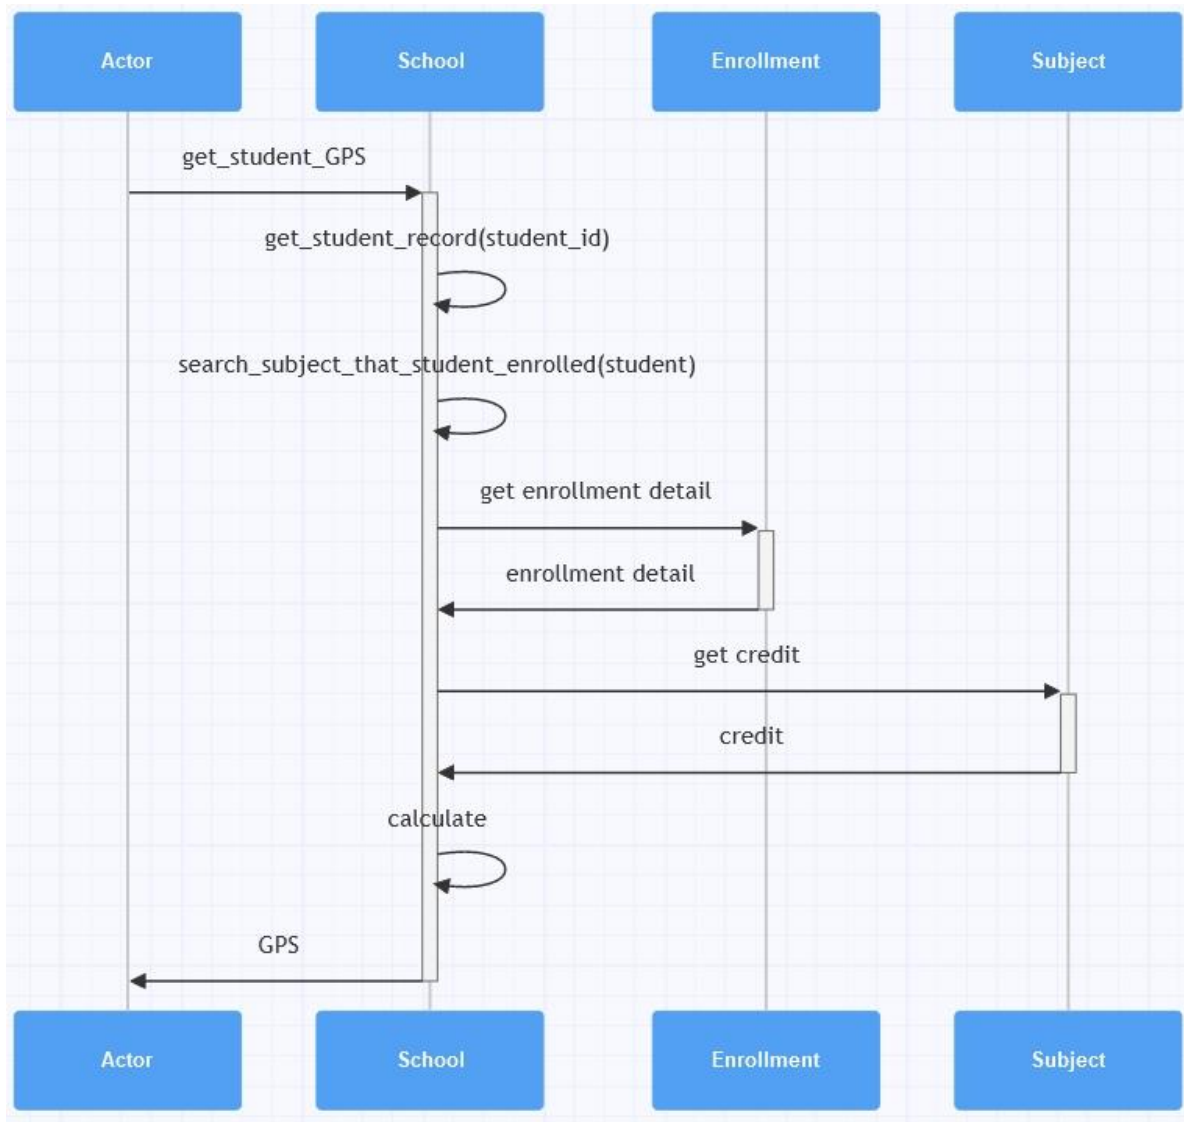 Actor
School
Enrollment
Subject
get_student_GPS
get_student_record(student_id)
search_subject_that_student_enrolled(student)
get enrollment detail
enrollment detail
get credit
credit
calculate
GPS
Actor
School
Enrollment
Subject